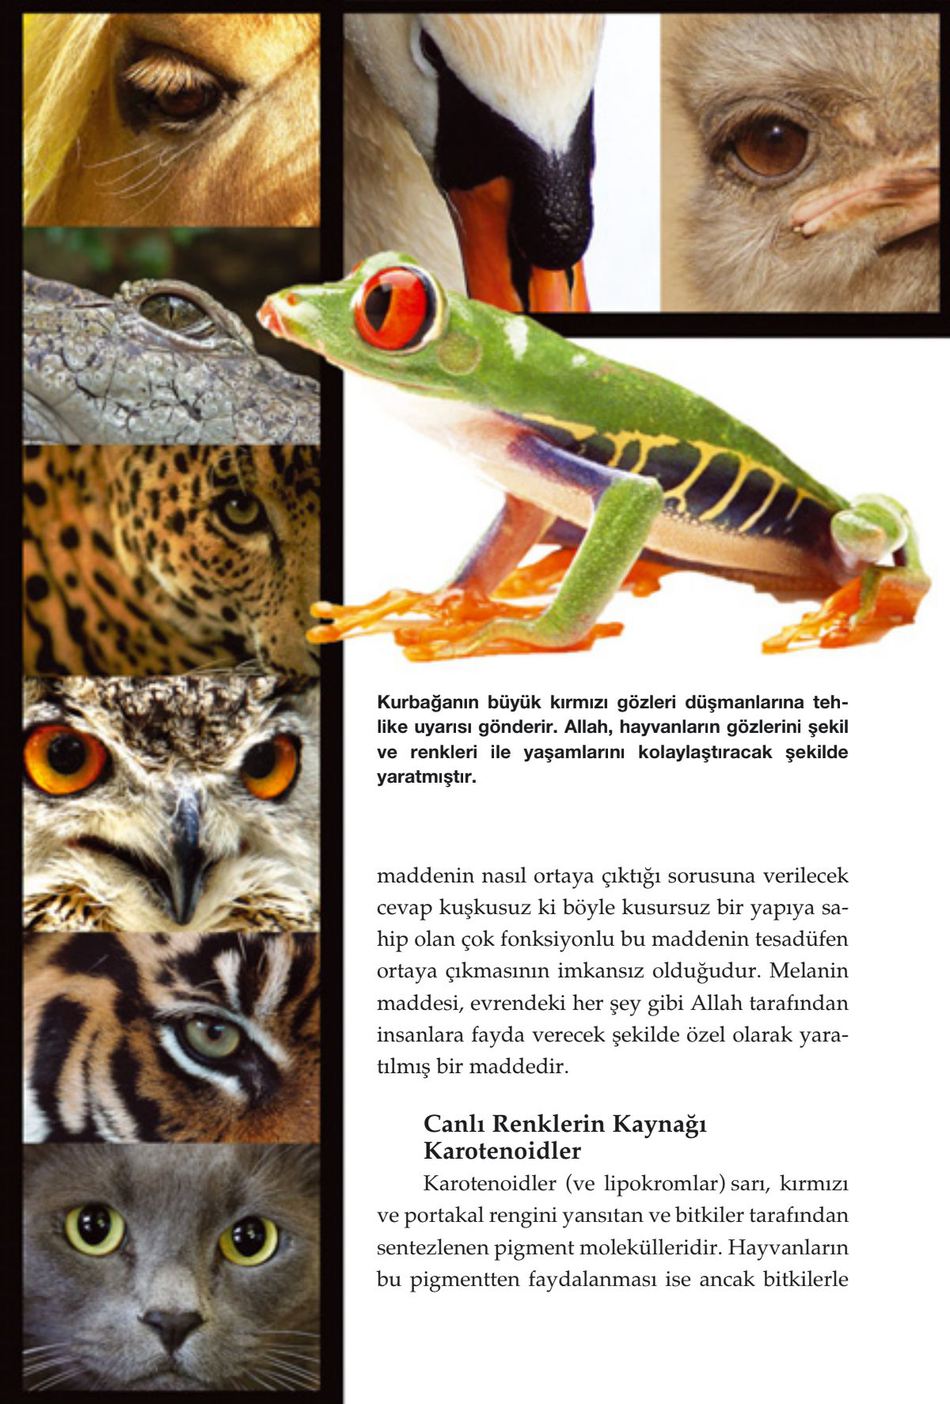 Kurbağanın büyük kırmızı gözleri düşmanlarına teh-
like uyarısı gönderir. Allah, hayvanların gözlerini şekil
ve renkleri ile yaşamlarını kolaylaştıracak şekilde
yaratmıştır.
maddenin nasıl ortaya çıktığı sorusuna verilecek
cevap kuşkusuz ki böyle kusursuz bir yapıya sa-
hip olan çok fonksiyonlu bu maddenin tesadüfen
ortaya çıkmasının imkansız olduğudur. Melanin
maddesi, evrendeki her şey gibi Allah tarafından
insanlara fayda verecek şekilde özel olarak yara-
tılmış bir maddedir.
Canlı Renklerin Kaynağı
Karotenoidler
Karotenoidler (ve lipokromlar) sarı, kırmızı
ve portakal rengini yansıtan ve bitkiler tarafından
sentezlenen pigment molekülleridir. Hayvanların
bu pigmentten faydalanması ise ancak bitkilerle